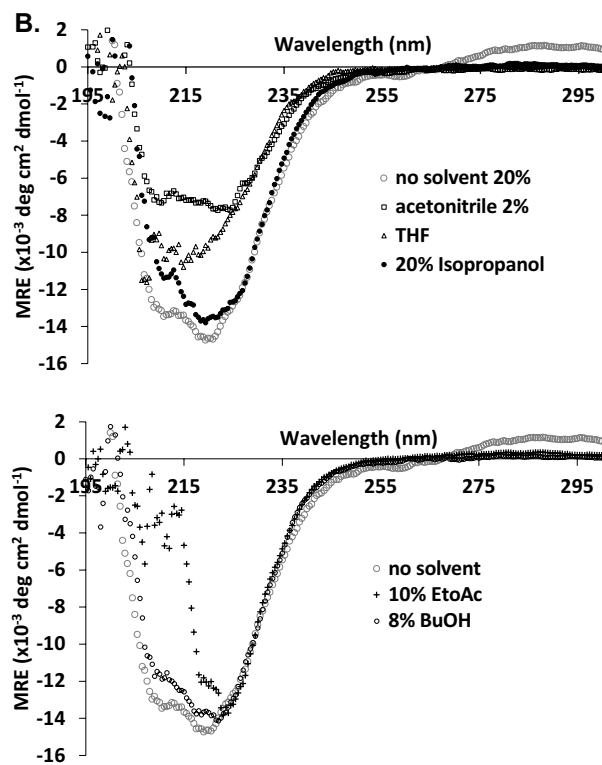 B.
Wavelength (nm)
MRE (x10⁻³ deg cm² dmol⁻¹)
2
0
-2
-4
-6
-8
-10
-12
-14
-16
195 215 235 255 275 295
no solvent 20%
acetonitrile 2%
THF
20% Isopropanol
Wavelength (nm)
MRE (x10⁻³ deg cm² dmol⁻¹)
2
0
-2
-4
-6
-8
-10
-12
-14
-16
195 215 235 255 275 295
no solvent
10% EtoAc
8% BuOH